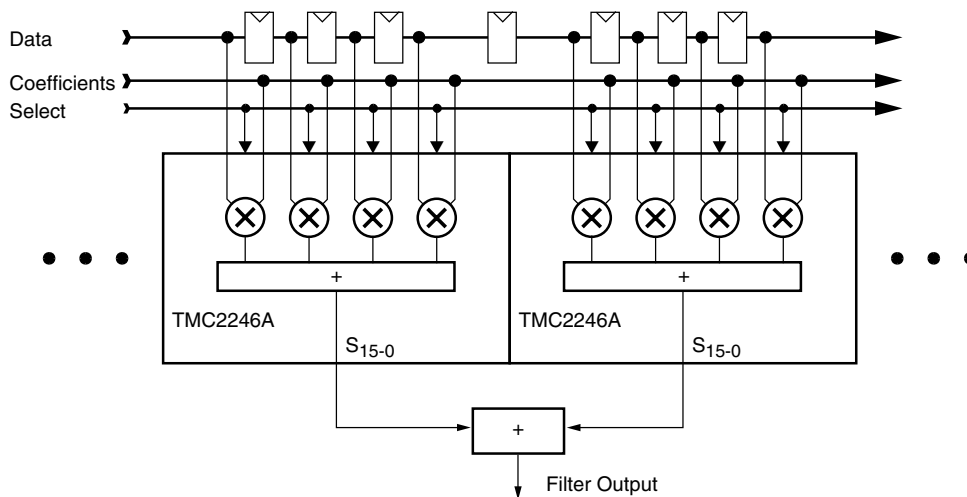 Data
Coefficients
Select
+
+
TMC2246A
TMC2246A
S15-0
S15-0
+
Filter Output